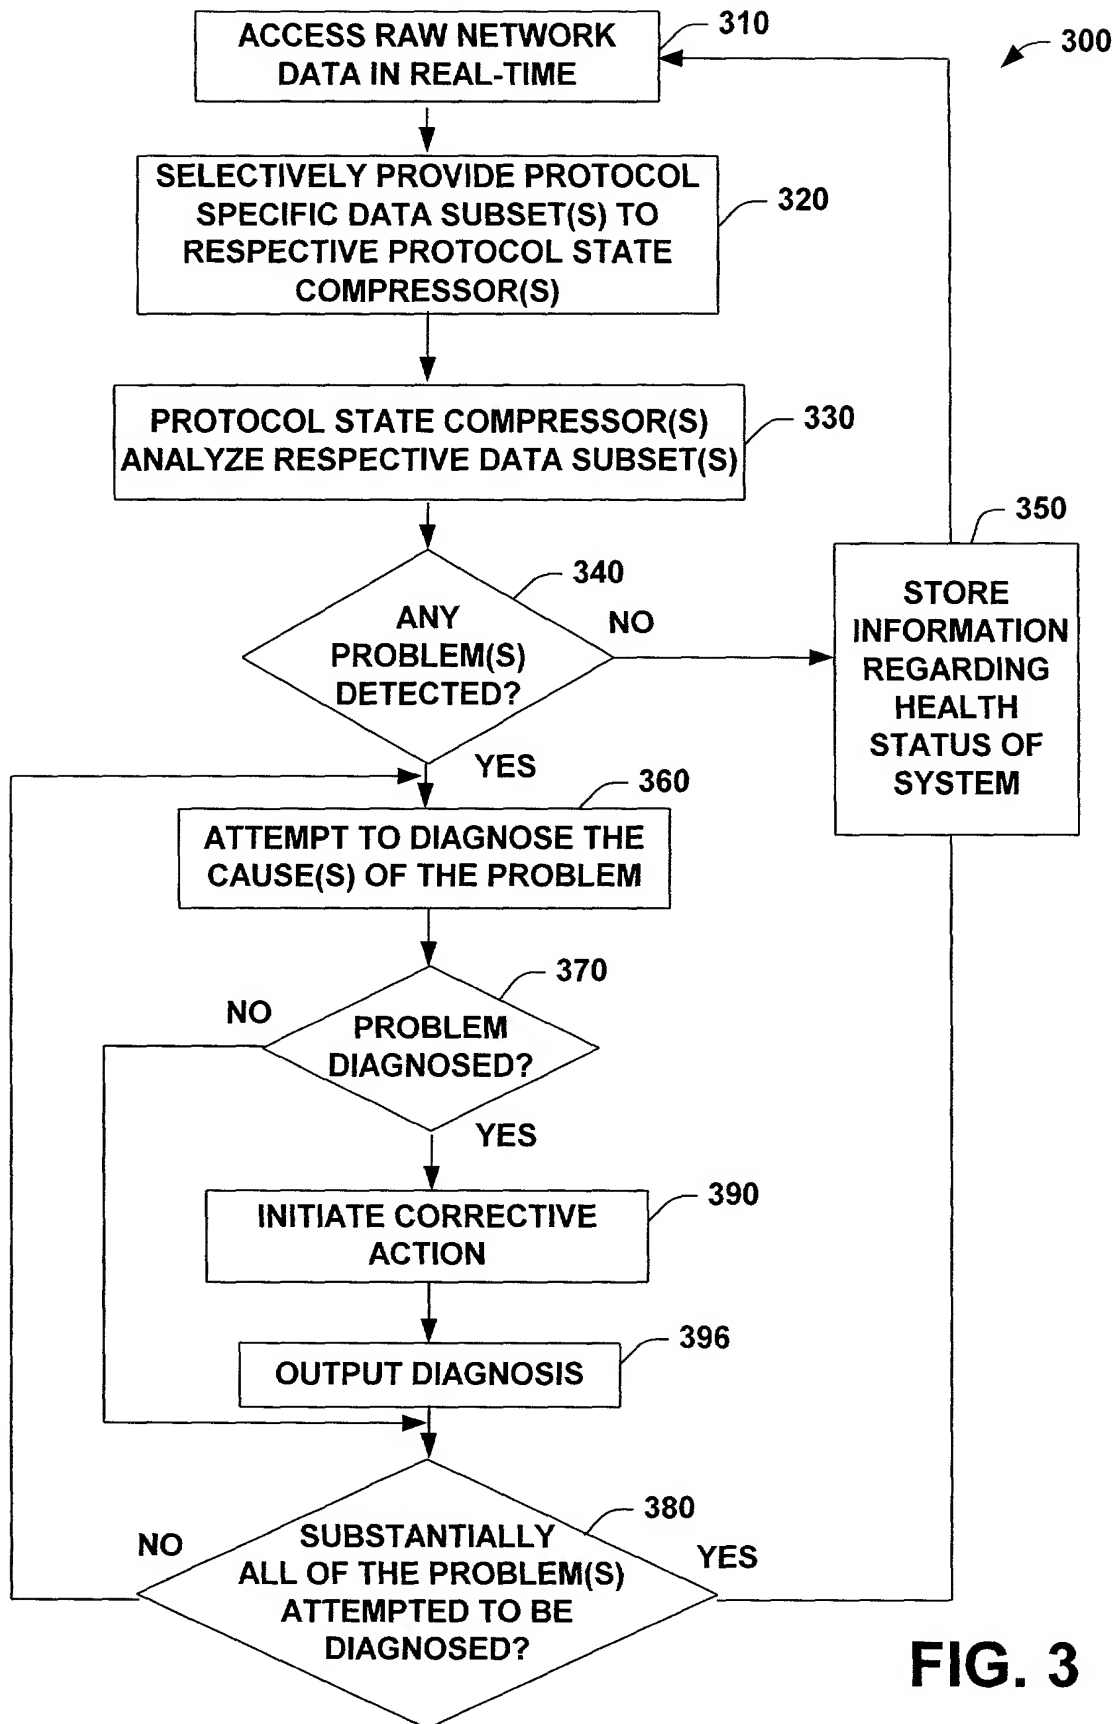 ACCESS RAW NETWORK
DATA IN REAL-TIME
310
300
SELECTIVELY PROVIDE PROTOCOL
SPECIFIC DATA SUBSET(S) TO
RESPECTIVE PROTOCOL STATE
COMPRESSOR(S)
320
PROTOCOL STATE COMPRESSOR(S)
ANALYZE RESPECTIVE DATA SUBSET(S)
330
ANY
PROBLEM(S)
DETECTED?
340
NO
YES
350
STORE
INFORMATION
REGARDING
HEALTH
STATUS OF
SYSTEM
360
ATTEMPT TO DIAGNOSE THE
CAUSE(S) OF THE PROBLEM
370
NO
PROBLEM
DIAGNOSED?
YES
390
INITIATE CORRECTIVE
ACTION
396
OUTPUT DIAGNOSIS
380
NO
SUBSTANTIALLY
ALL OF THE PROBLEM(S)
ATTEMPTED TO BE
DIAGNOSED?
YES
FIG. 3